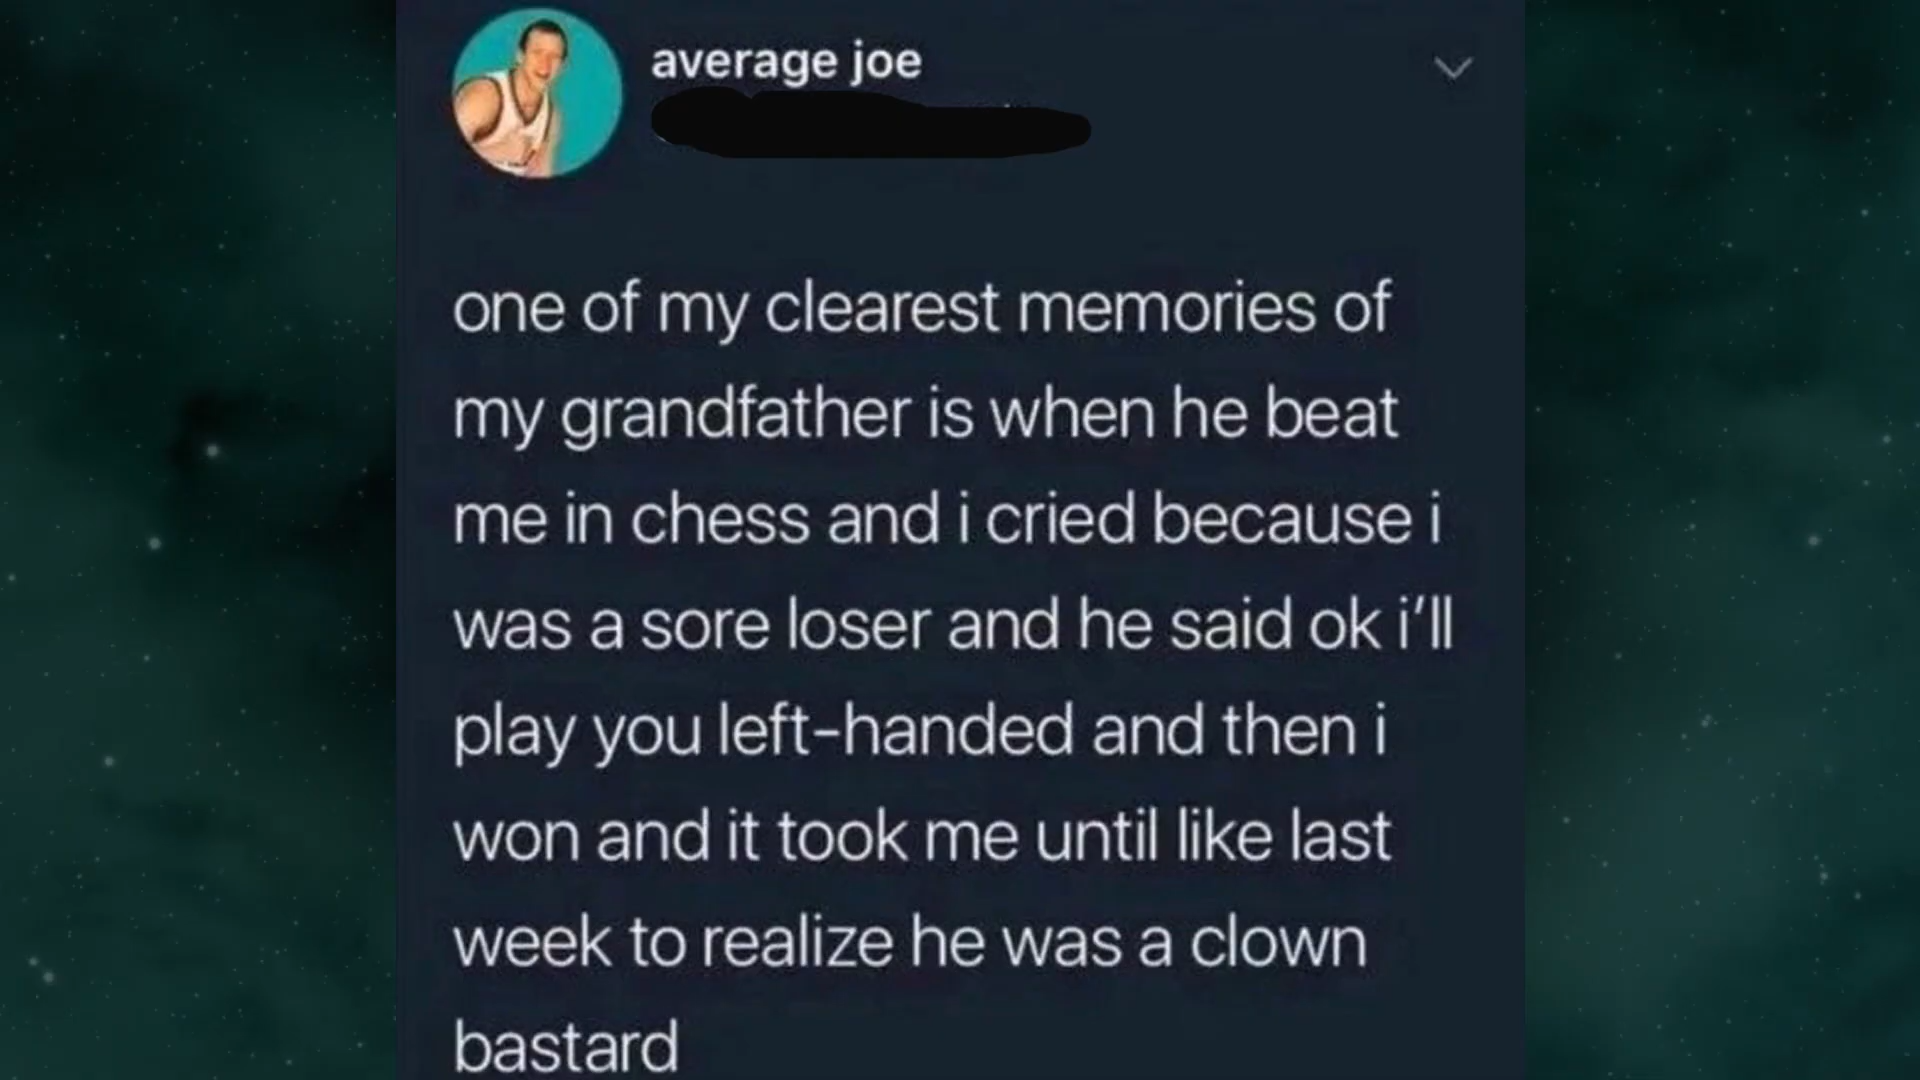 average joe
one of my clearest memories of
my grandfather is when he beat
me in chess and i cried because i
was a sore loser and he said ok i'll
play you left-handed and then i
won and it took me until like last
week to realize he was a clown
bastard